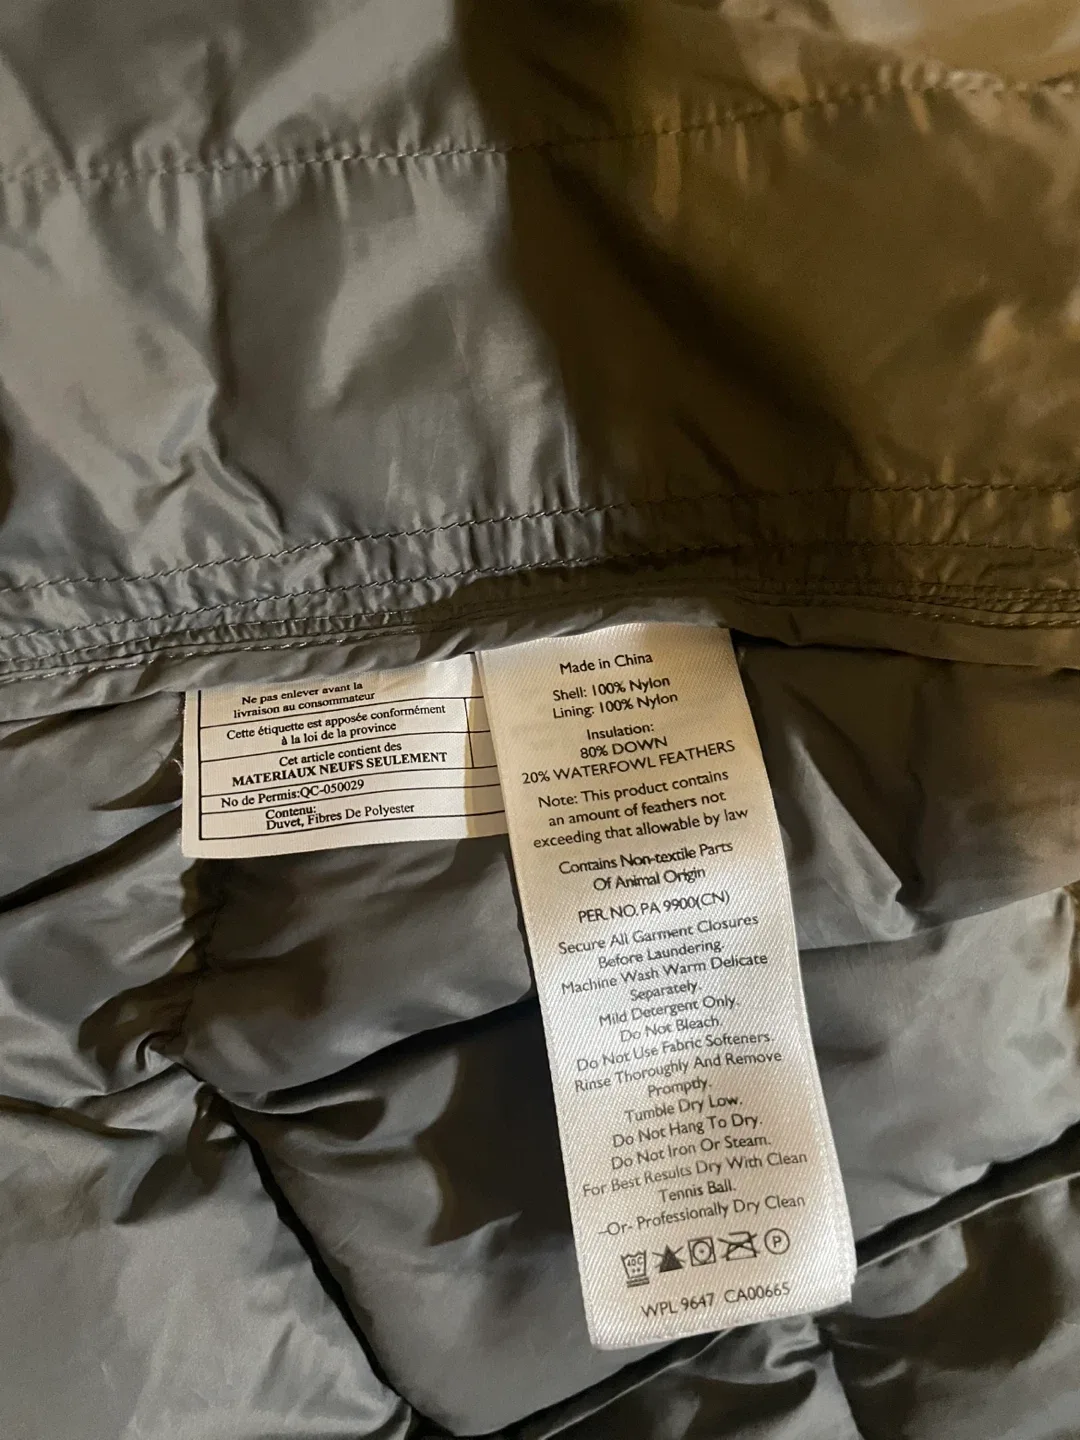 Ne pas enlever avant la
livraison au consommateur
Cette étiquette est apposée conformément
à la loi de la province
Cet article contient des
MATERIAUX NEUFS SEULEMENT
No de Permis:QC-050029
Contenu:
Duvet, Fibres De Polyester
Made in China
Shell: 100% Nylon
Lining: 100% Nylon
Insulation:
80% DOWN
20% WATERFOWL FEATHERS
Note: This product contains
an amount of feathers not
exceeding that allowable by law
Contains Non-textile Parts
Of Animal Origin
PER. NO. PA 9900(CN)
Secure All Garment Closures
Before Laundering.
Machine Wash Warm Delicate
Separately.
Mild Detergent Only.
Do Not Bleach.
Do Not Use Fabric Softeners.
Rinse Thoroughly And Remove
Promptly.
Tumble Dry Low.
Do Not Hang To Dry.
Do Not Iron Or Steam.
For Best Results Dry With Clean
Tennis Ball.
-Or- Professionally Dry Clean
40C P
WPL 9647 CA00665